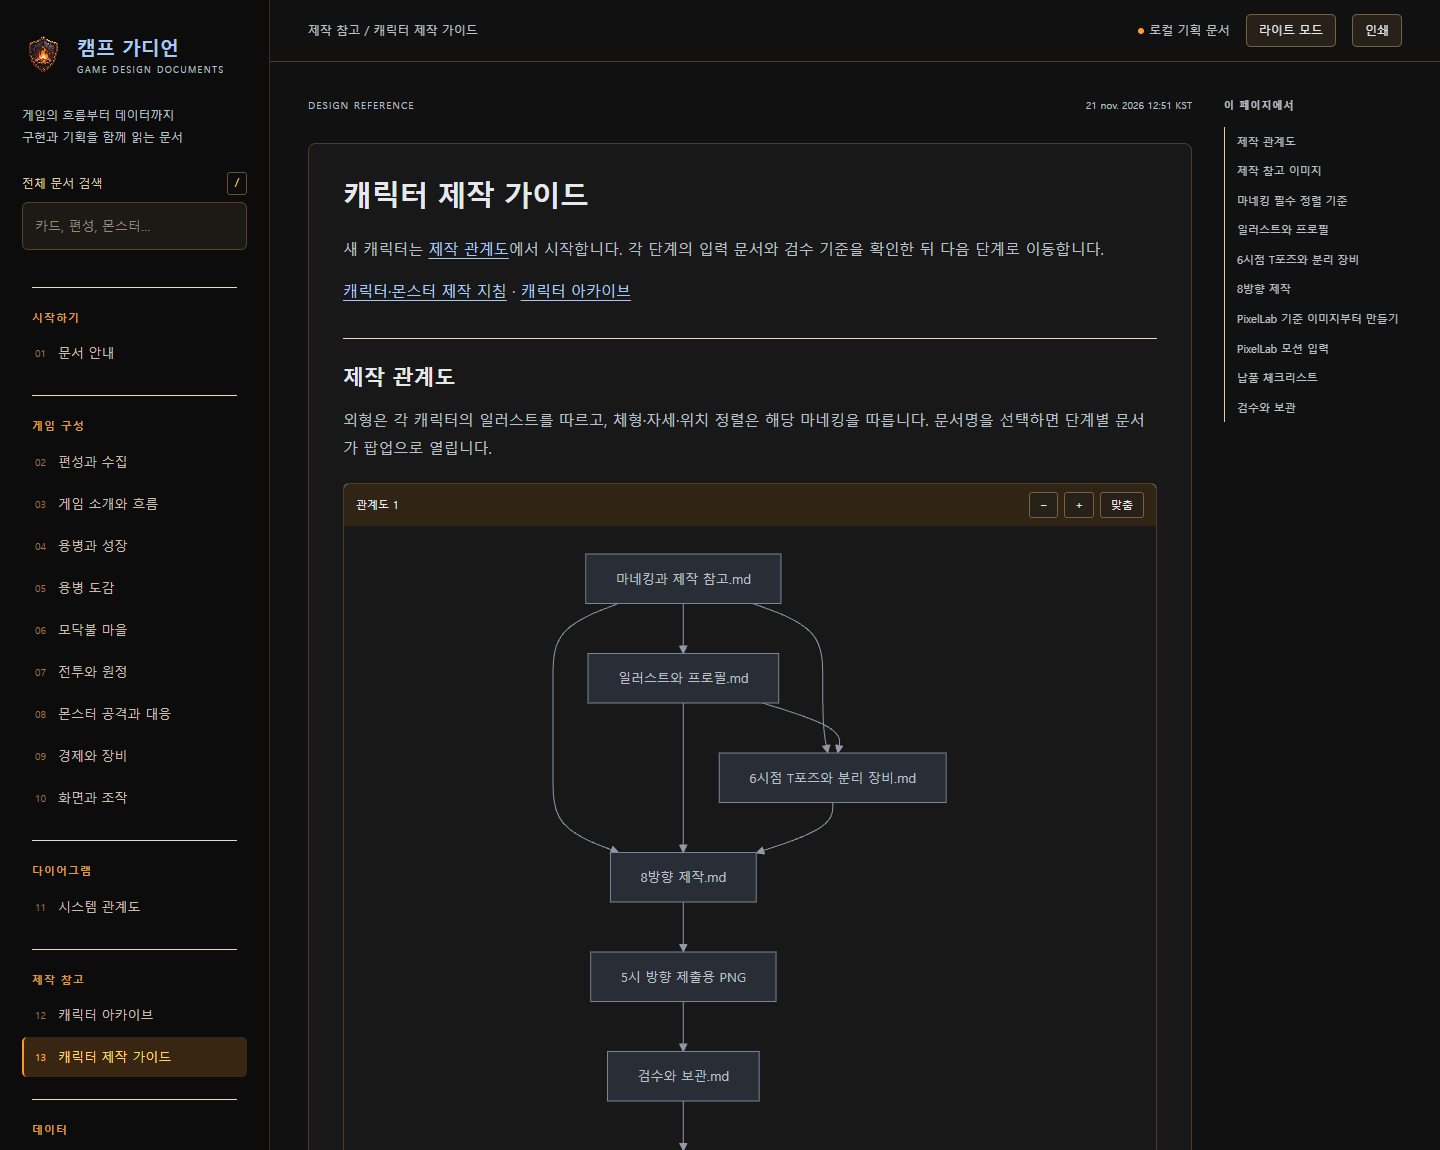 캠프 가디언
GAME DESIGN DOCUMENTS
게임의 흐름부터 데이터까지
구현과 기획을 함께 읽는 문서
전체 문서 검색
/
카드, 편성, 몬스터...
시작하기
01 문서 안내
게임 구성
02 편성과 수집
03 게임 소개와 흐름
04 용병과 성장
05 용병 도감
06 모닥불 마을
07 전투와 원정
08 몬스터 공격과 대응
09 경제와 장비
10 화면과 조작
다이어그램
11 시스템 관계도
제작 참고
12 캐릭터 아카이브
13 캐릭터 제작 가이드
데이터
제작 참고 / 캐릭터 제작 가이드
로컬 기획 문서
라이트 모드
인쇄
DESIGN REFERENCE
21 nov. 2026 12:51 KST
캐릭터 제작 가이드
새 캐릭터는 제작 관계도에서 시작합니다. 각 단계의 입력 문서와 검수 기준을 확인한 뒤 다음 단계로 이동합니다.
캐릭터·몬스터 제작 지침 · 캐릭터 아카이브
제작 관계도
외형은 각 캐릭터의 일러스트를 따르고, 체형·자세·위치 정렬은 해당 마네킹을 따릅니다. 문서명을 선택하면 단계별 문서
가 팝업으로 열립니다.
관계도 1
−
+
맞춤
마네킹과 제작 참고.md
일러스트와 프로필.md
6시점 T포즈와 분리 장비.md
8방향 제작.md
5시 방향 제출용 PNG
검수와 보관.md
이 페이지에서
제작 관계도
제작 참고 이미지
마네킹 필수 정렬 기준
일러스트와 프로필
6시점 T포즈와 분리 장비
8방향 제작
PixelLab 기준 이미지부터 만들기
PixelLab 모션 입력
납품 체크리스트
검수와 보관